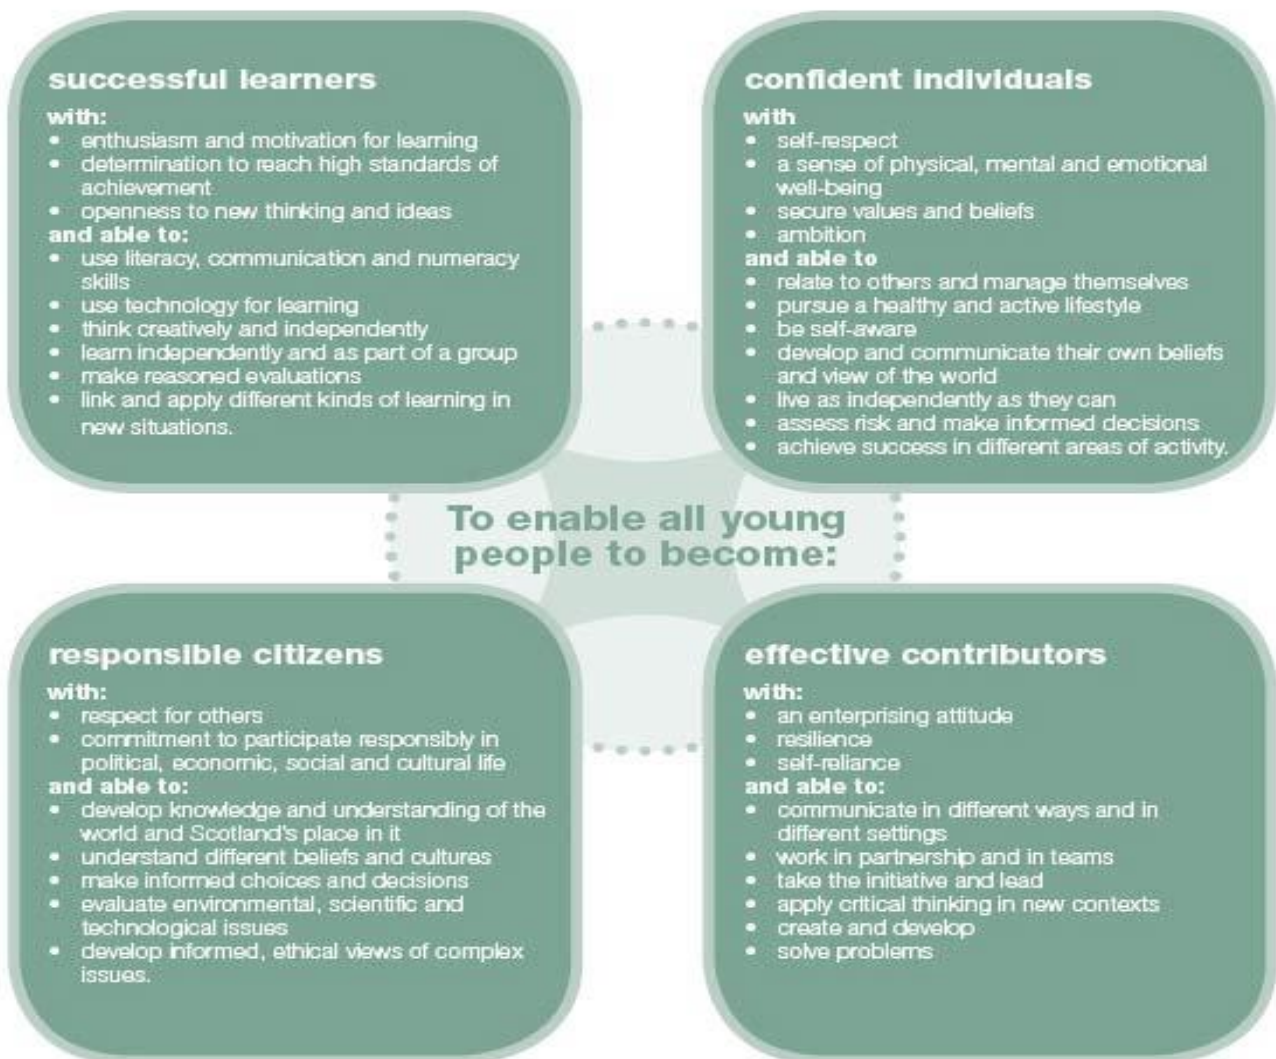 successful learners
with:
• enthusiasm and motivation for learning
• determination to reach high standards of
achievement
• openness to new thinking and ideas
and able to:
• use literacy, communication and numeracy
skills
• use technology for learning
• think creatively and independently
• learn independently and as part of a group
• make reasoned evaluations
• link and apply different kinds of learning in
new situations.
confident individuals
with
• self-respect
• a sense of physical, mental and emotional
well-being
• secure values and beliefs
• ambition
and able to
• relate to others and manage themselves
• pursue a healthy and active lifestyle
• be self-aware
• develop and communicate their own beliefs
and view of the world
• live as independently as they can
• assess risk and make informed decisions
• achieve success in different areas of activity.
To enable all young
people to become:
responsible citizens
with:
• respect for others
• commitment to participate responsibly in
political, economic, social and cultural life
and able to:
• develop knowledge and understanding of the
world and Scotland's place in it
• understand different beliefs and cultures
• make informed choices and decisions
• evaluate environmental, scientific and
technological issues
• develop informed, ethical views of complex
issues.
effective contributors
with:
• an enterprising attitude
• resilience
• self-reliance
and able to:
• communicate in different ways and in
different settings
• work in partnership and in teams
• take the initiative and lead
• apply critical thinking in new contexts
• create and develop
• solve problems